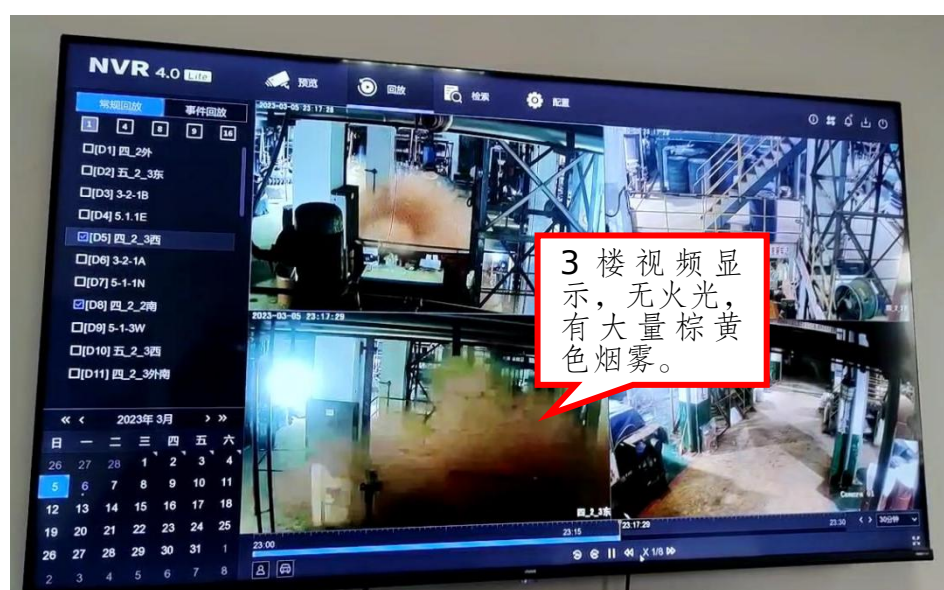 NVR 4.0 Lite
预览
回放
检索
配置
常规回放
事件回放
1 4 8 9 16
[D1] 四_2外
[D2] 五_2_3东
[D3] 3-2-1B
[D4] 5.1.1E
[D5] 四_2_3西
[D6] 3-2-1A
[D7] 5-1-1N
[D8] 四_2_2南
[D9] 5-1-3W
[D10] 五_2_3西
[D11] 四_2_3外南
« < 2023年 3月 > »
日 一 二 三 四 五 六
26 27 28 1 2 3 4
5 6 7 8 9 10 11
12 13 14 15 16 17 18
19 20 21 22 23 24 25
26 27 28 29 30 31 1
2 3 4 5 6 7 8
2023-03-05 23:17:28
2023-03-05 23:17:29
3楼视频显
示，无火光，
有大量棕黄
色烟雾。
四_2_3东
Camera 01
23:00
23:15
23:17:29
23:30
30分钟
X 1/8